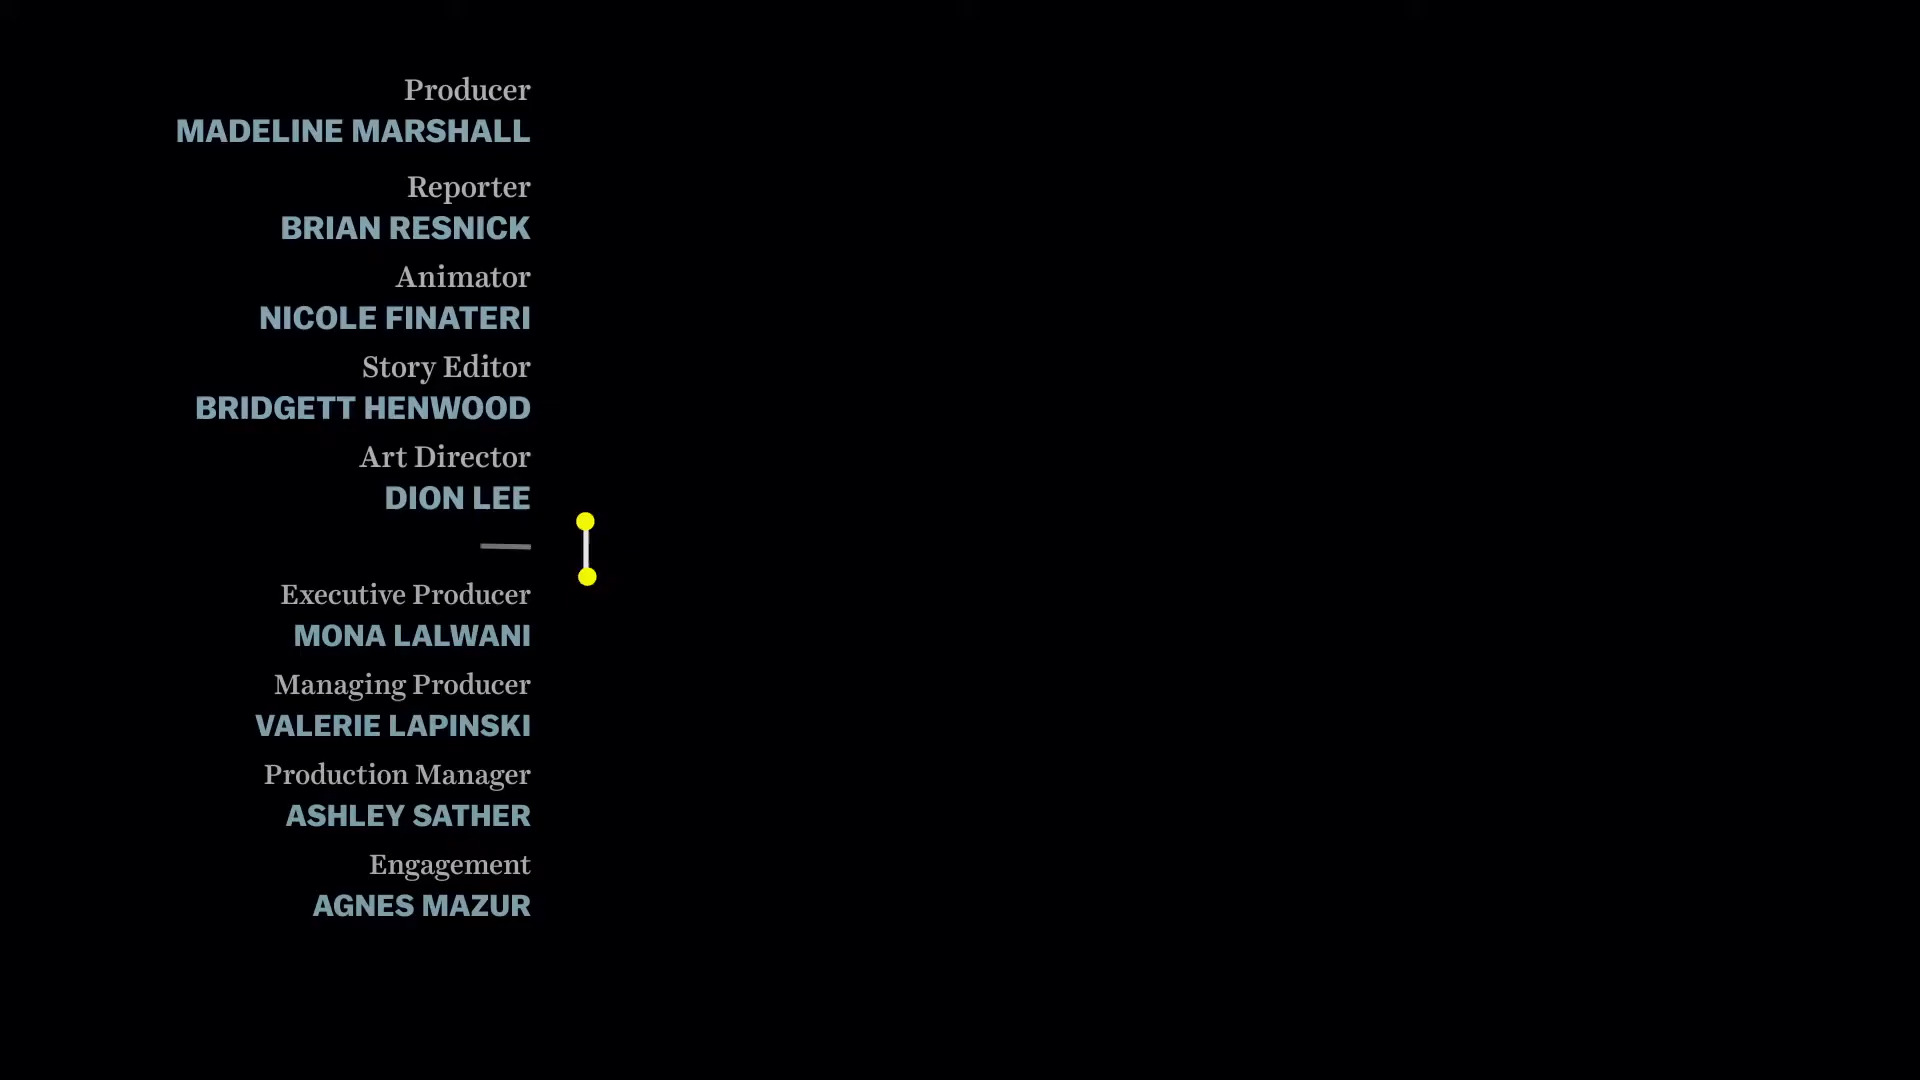 Producer
MADELINE MARSHALL
Reporter
BRIAN RESNICK
Animator
NICOLE FINATERI
Story Editor
BRIDGETT HENWOOD
Art Director
DION LEE
Executive Producer
MONA LALWANI
Managing Producer
VALERIE LAPINSKI
Production Manager
ASHLEY SATHER
Engagement
AGNES MAZUR